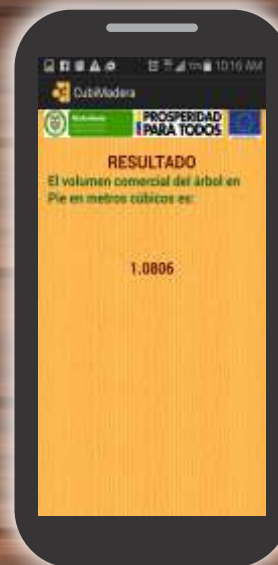 10:16 AM
CubiMadera
PROSPERIDAD
PARA TODOS
RESULTADO
El volumen comercial del árbol en
Pie en metros cúbicos es:
1.0806